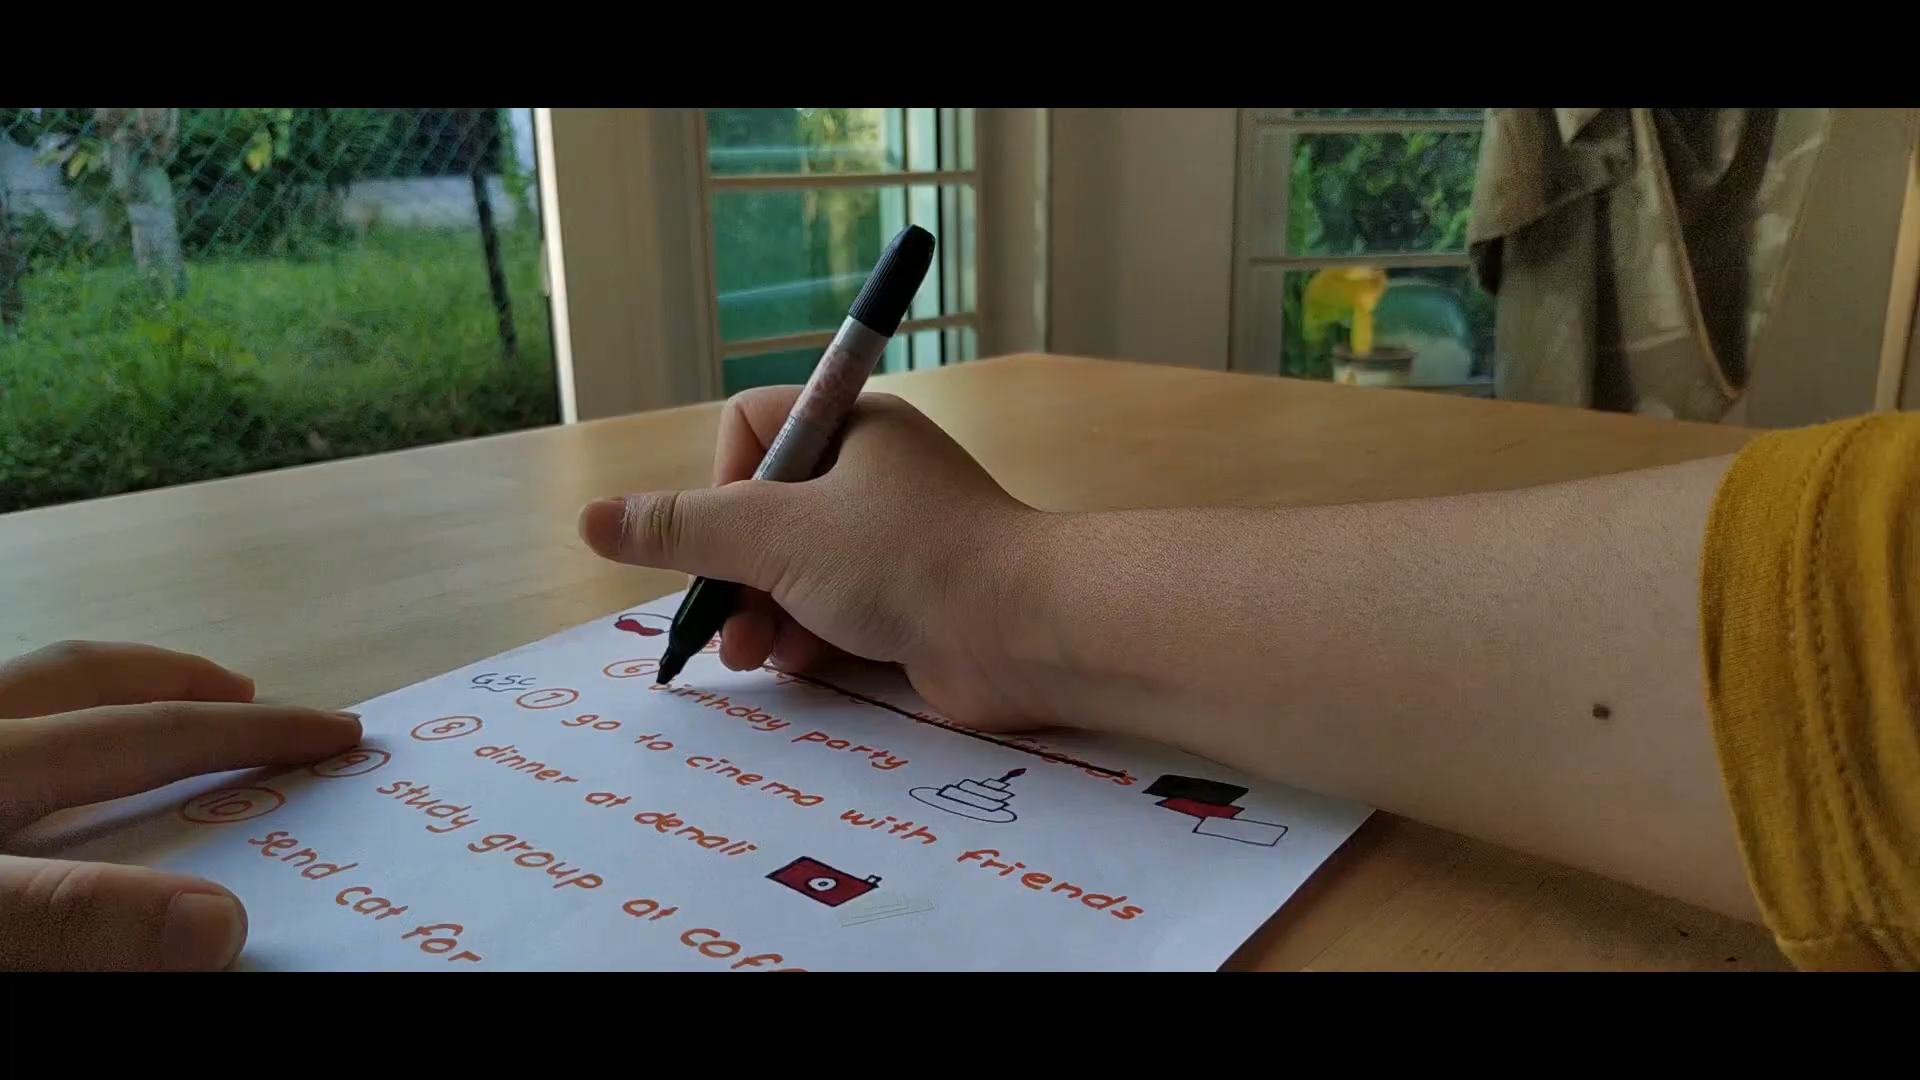 6 birthday party
GSC 7 go to cinema with friends
8 dinner at denali
9 study group at coff
10 send cat for